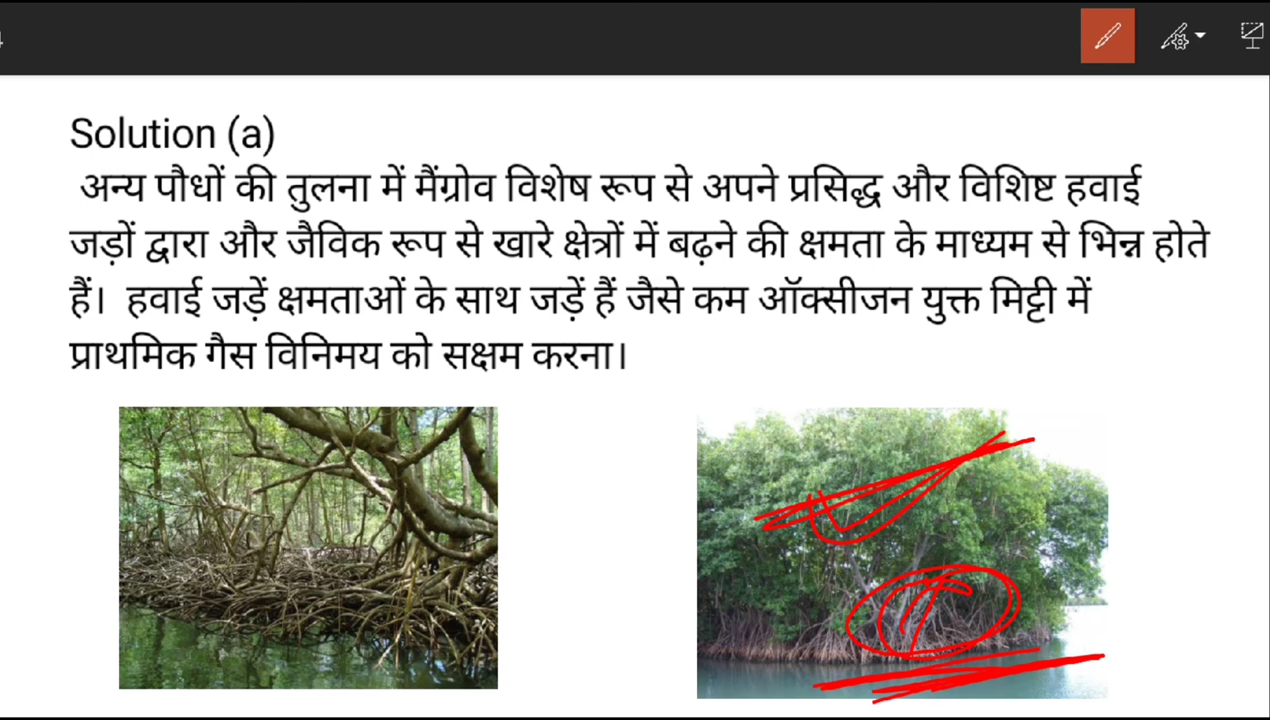 Solution (a)
अन्य पौधों की तुलना में मैंग्रोव विशेष रूप से अपने प्रसिद्ध और विशिष्ट हवाई
जड़ों द्वारा और जैविक रूप से खारे क्षेत्रों में बढ़ने की क्षमता के माध्यम से भिन्न होते
हैं। हवाई जड़ें क्षमताओं के साथ जड़ें हैं जैसे कम ऑक्सीजन युक्त मिट्टी में
प्राथमिक गैस विनिमय को सक्षम करना।